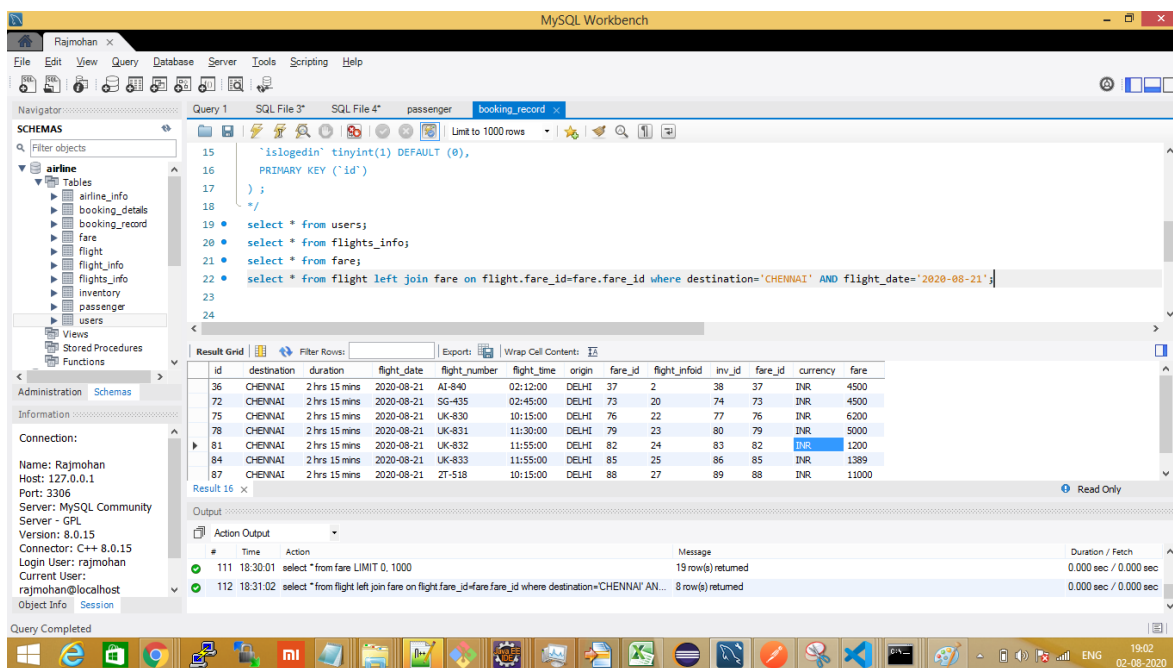 MySQL Workbench
Rajmohan
File Edit View Query Database Server Tools Scripting Help
Navigator
SCHEMAS
Filter objects
airline
Tables
airline_info
booking_details
booking_record
fare
flight
flight_info
flights_info
inventory
passenger
users
Views
Stored Procedures
Functions
Administration Schemas
Information
Connection:
Name: Rajmohan
Host: 127.0.0.1
Port: 3306
Server: MySQL Community
Server - GPL
Version: 8.0.15
Connector: C++ 8.0.15
Login User: rajmohan
Current User:
rajmohan@localhost
Object Info Session
Query 1 SQL File 3* SQL File 4* passenger booking_record
Limit to 1000 rows
15 `islogedin` tinyint(1) DEFAULT (0),
16 PRIMARY KEY (`id`)
17 ) ;
18 */
19 select * from users;
20 select * from flights_info;
21 select * from fare;
22 select * from flight left join fare on flight.fare_id=fare.fare_id where destination='CHENNAI' AND flight_date='2020-08-21';
23
24
Result Grid Filter Rows: Export: Wrap Cell Content:
id destination duration flight_date flight_number flight_time origin fare_id flight_infoid inv_id fare_id currency fare
36 CHENNAI 2 hrs 15 mins 2020-08-21 AI-840 02:12:00 DELHI 37 2 38 37 INR 4500
72 CHENNAI 2 hrs 15 mins 2020-08-21 SG-435 02:45:00 DELHI 73 20 74 73 INR 4500
75 CHENNAI 2 hrs 15 mins 2020-08-21 UK-830 10:15:00 DELHI 76 22 77 76 INR 6200
78 CHENNAI 2 hrs 15 mins 2020-08-21 UK-831 11:30:00 DELHI 79 23 80 79 INR 5000
81 CHENNAI 2 hrs 15 mins 2020-08-21 UK-832 11:55:00 DELHI 82 24 83 82 INR 1200
84 CHENNAI 2 hrs 15 mins 2020-08-21 UK-833 11:55:00 DELHI 85 25 86 85 INR 1389
87 CHENNAI 2 hrs 15 mins 2020-08-21 2T-518 10:15:00 DELHI 88 27 89 88 INR 11000
Result 16 Read Only
Output
Action Output
# Time Action Message Duration / Fetch
111 18:30:01 select * from fare LIMIT 0, 1000 19 row(s) returned 0.000 sec / 0.000 sec
112 18:31:02 select * from flight left join fare on flight.fare_id=fare.fare_id where destination='CHENNAI' AN... 8 row(s) returned 0.000 sec / 0.000 sec
Query Completed
ENG
19:02
02-08-2020